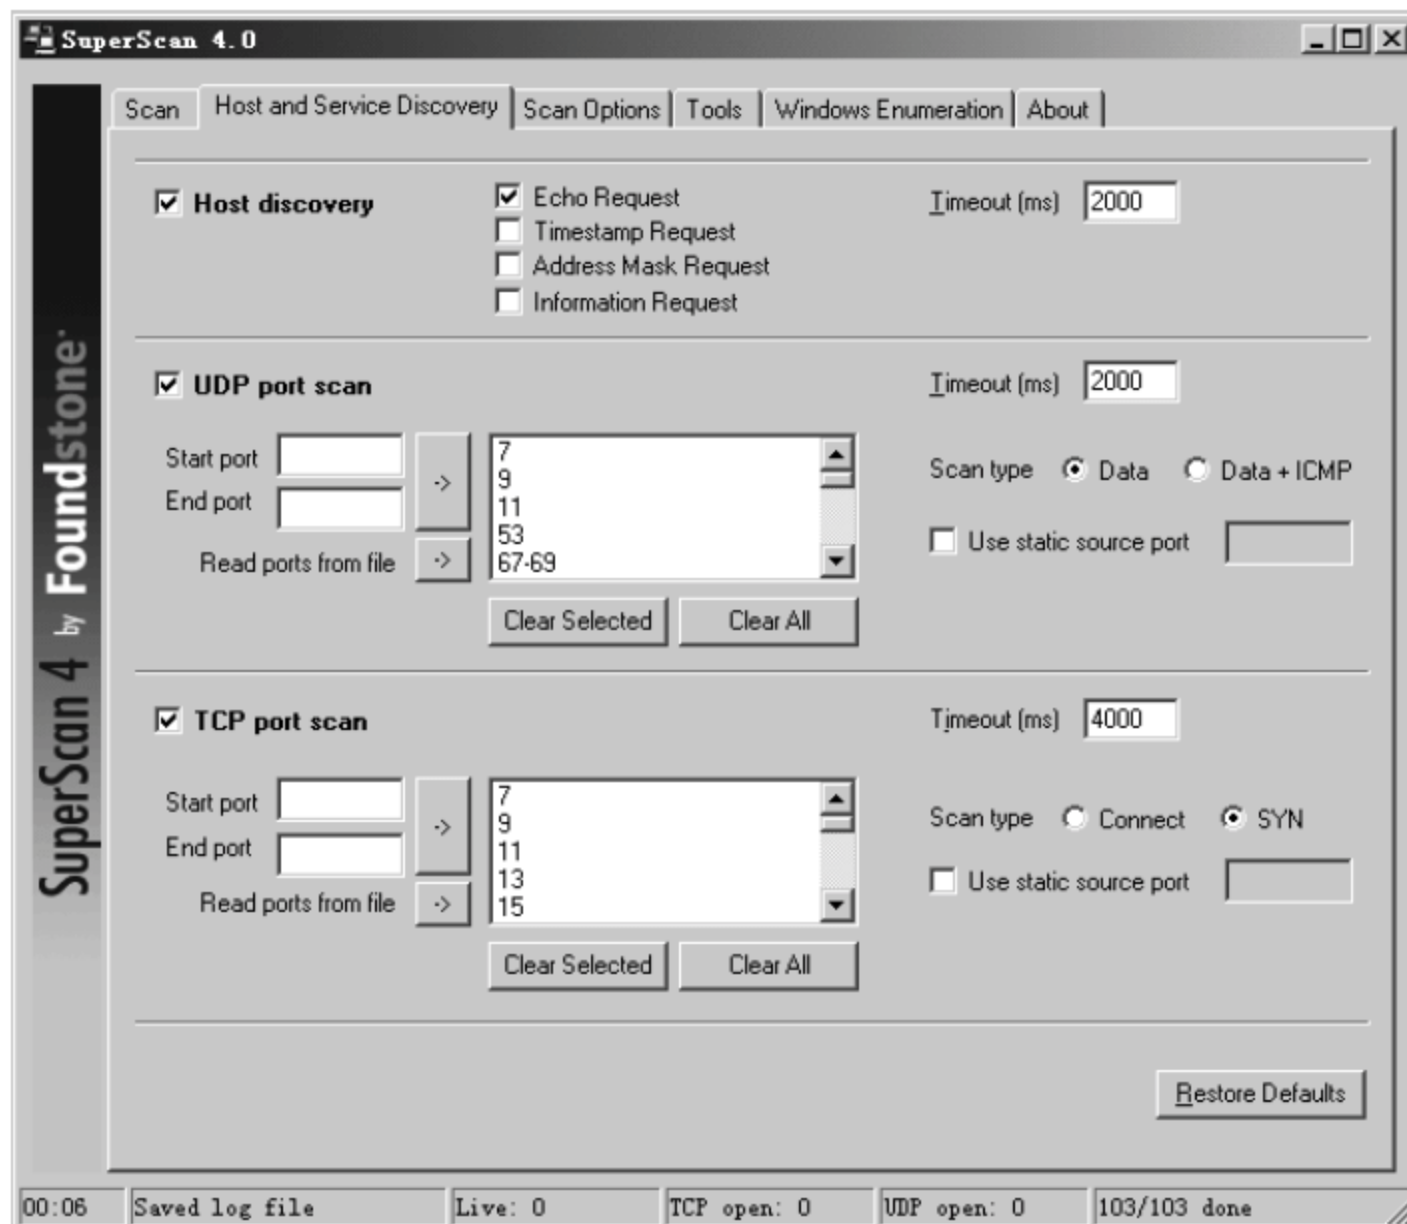 SuperScan 4.0
Scan Host and Service Discovery Scan Options Tools Windows Enumeration About
Host discovery
Echo Request
Timestamp Request
Address Mask Request
Information Request
Timeout (ms) 2000
UDP port scan
Timeout (ms) 2000
Start port
End port
->
Read ports from file ->
7
9
11
53
67-69
Clear Selected Clear All
Scan type Data Data + ICMP
Use static source port
TCP port scan
Timeout (ms) 4000
Start port
End port
->
Read ports from file ->
7
9
11
13
15
Clear Selected Clear All
Scan type Connect SYN
Use static source port
Restore Defaults
SuperScan 4 by Foundstone
00:06 Saved log file Live: 0 TCP open: 0 UDP open: 0 103/103 done